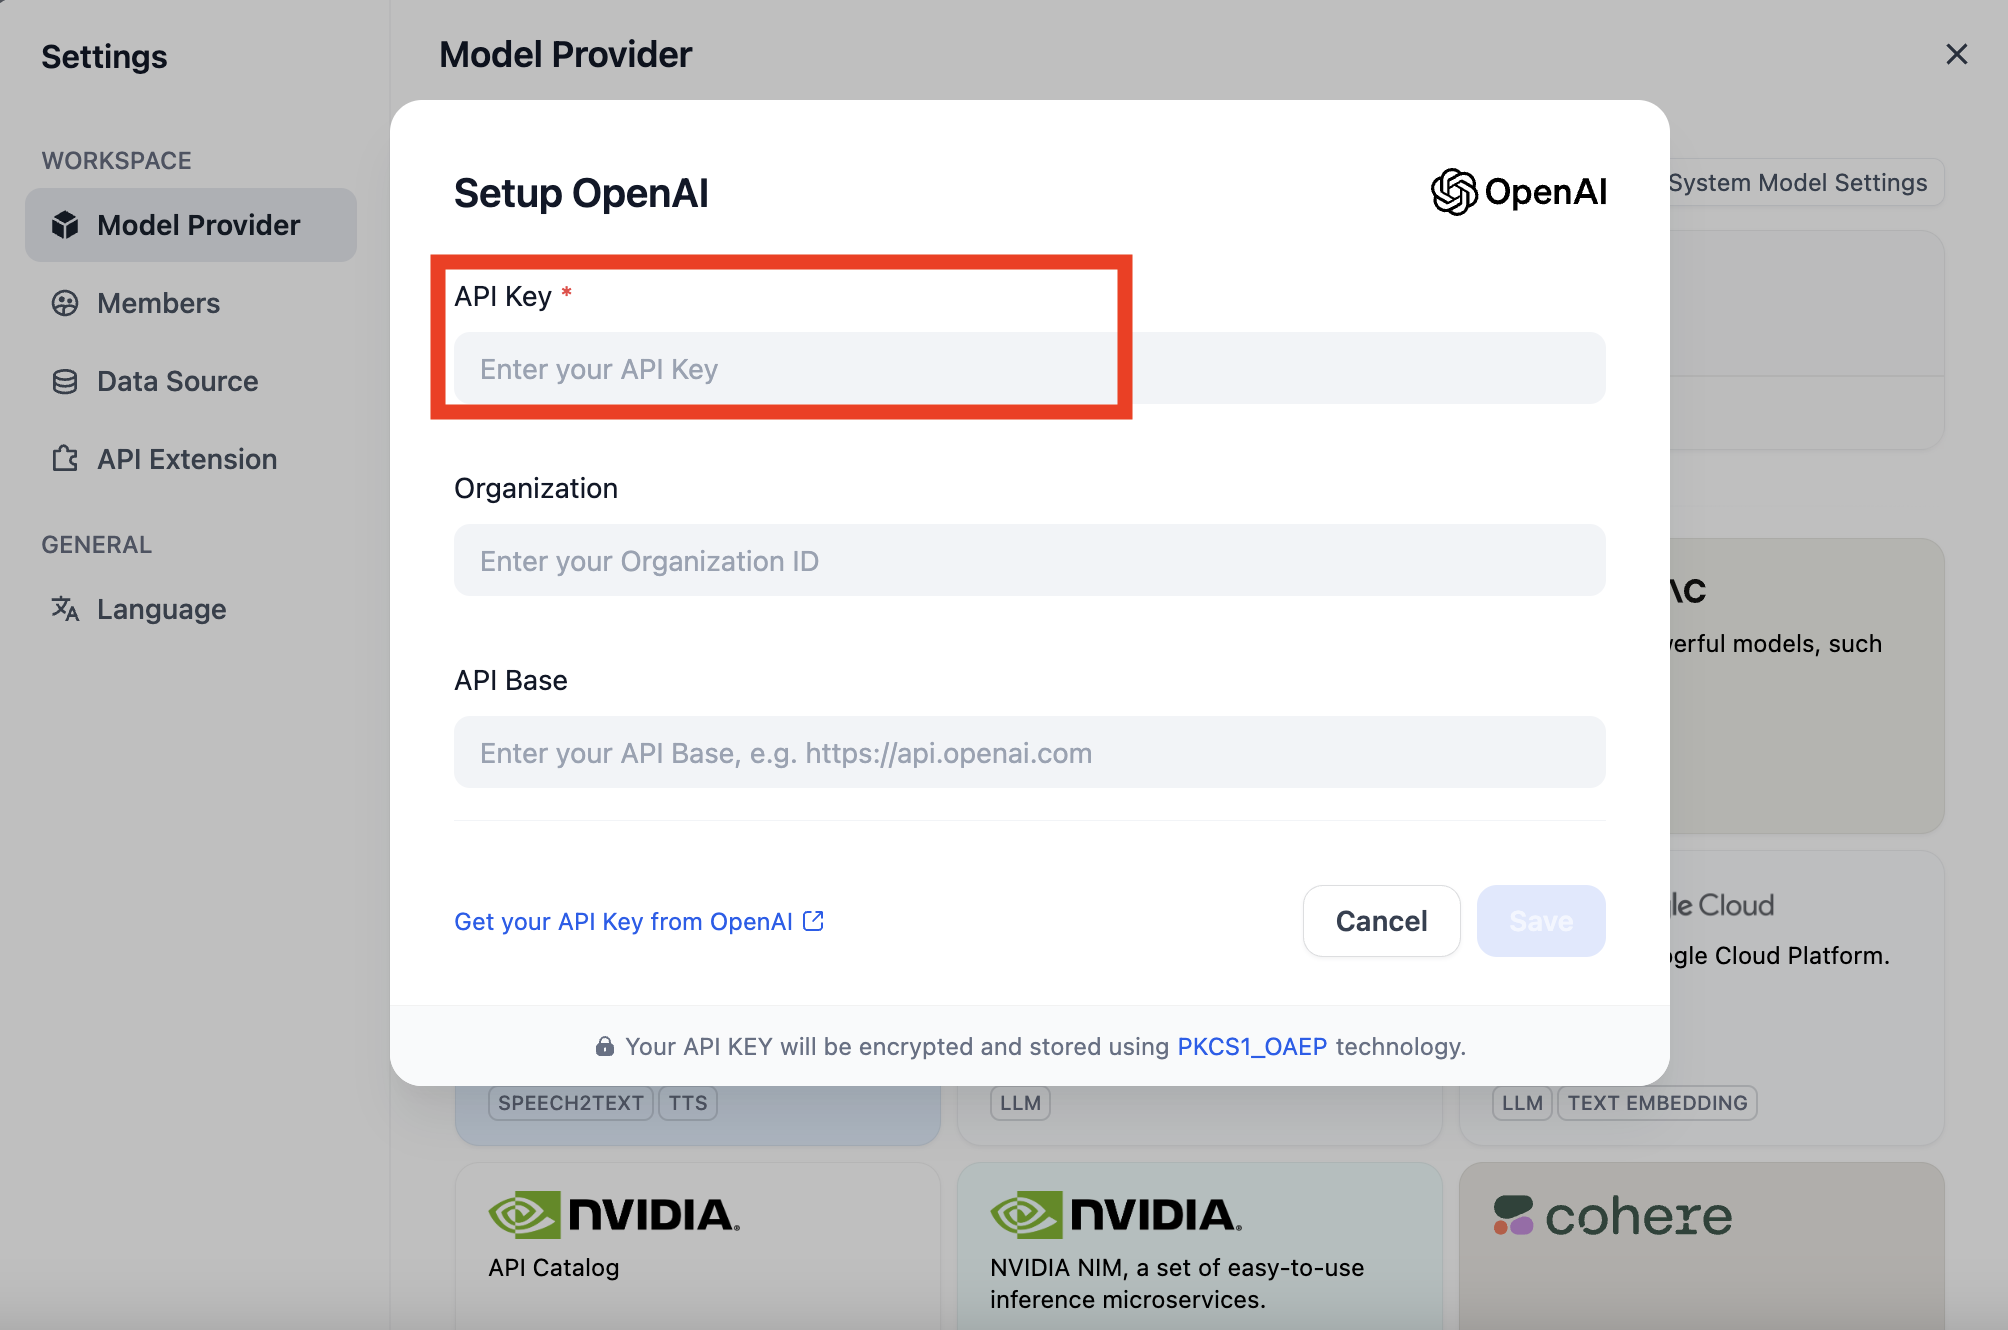 Settings
WORKSPACE
Model Provider
Members
Data Source
API Extension
GENERAL
Language
Model Provider
System Model Settings
Setup OpenAI
OpenAI
API Key *
Enter your API Key
Organization
Enter your Organization ID
API Base
Enter your API Base, e.g. https://api.openai.com
Get your API Key from OpenAI
Cancel
Save
Your API KEY will be encrypted and stored using PKCS1_OAEP technology.
models, such
Cloud
Cloud Platform.
SPEECH2TEXT
TTS
LLM
LLM
TEXT EMBEDDING
NVIDIA.
API Catalog
NVIDIA.
NVIDIA NIM, a set of easy-to-use
inference microservices.
cohere